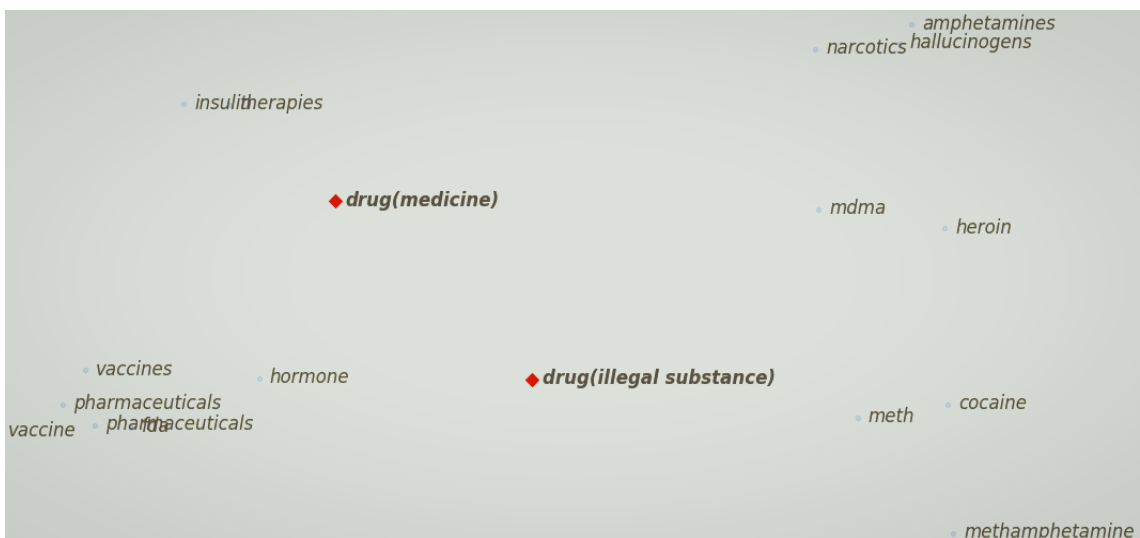 amphetamines
hallucinogens
narcotics
insulin
therapies
drug(medicine)
mdma
heroin
vaccines
hormone
drug(illegal substance)
pharmaceuticals
cocaine
meth
pharmaceuticals
fda
vaccine
methamphetamine